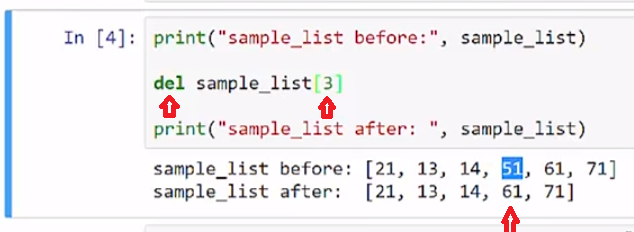 In [4]: print("sample_list before:", sample_list)
del sample_list[3]
print("sample_list after: ", sample_list)
sample_list before: [21, 13, 14, 51, 61, 71]
sample_list after:  [21, 13, 14, 61, 71]